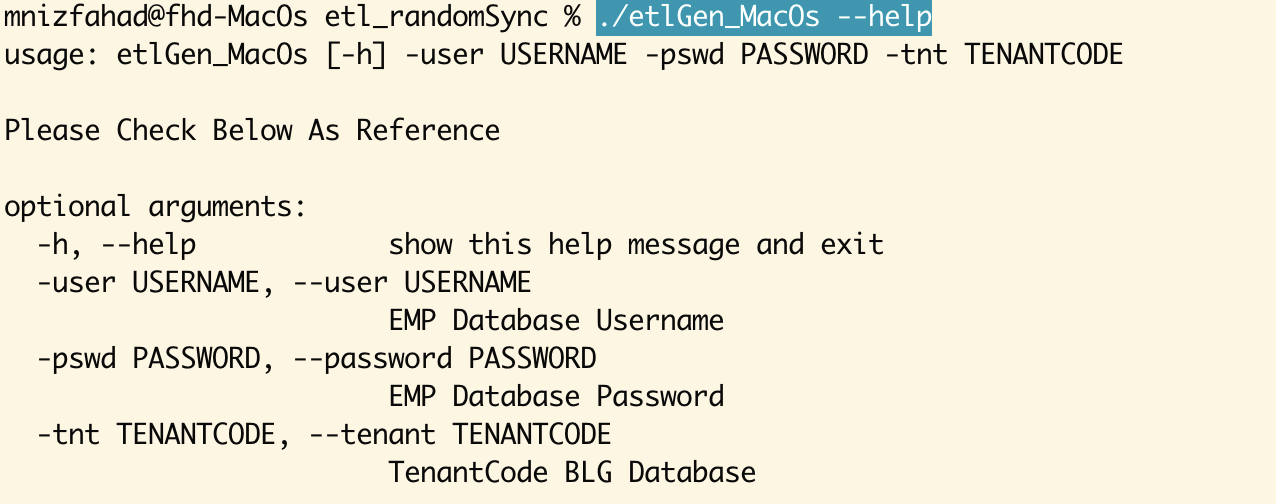 mnizfahad@fhd-MacOs etl_randomSync % ./etlGen_MacOs --help
usage: etlGen_MacOs [-h] -user USERNAME -pswd PASSWORD -tnt TENANTCODE
Please Check Below As Reference
optional arguments:
-h, --help            show this help message and exit
-user USERNAME, --user USERNAME
EMP Database Username
-pswd PASSWORD, --password PASSWORD
EMP Database Password
-tnt TENANTCODE, --tenant TENANTCODE
TenantCode BLG Database